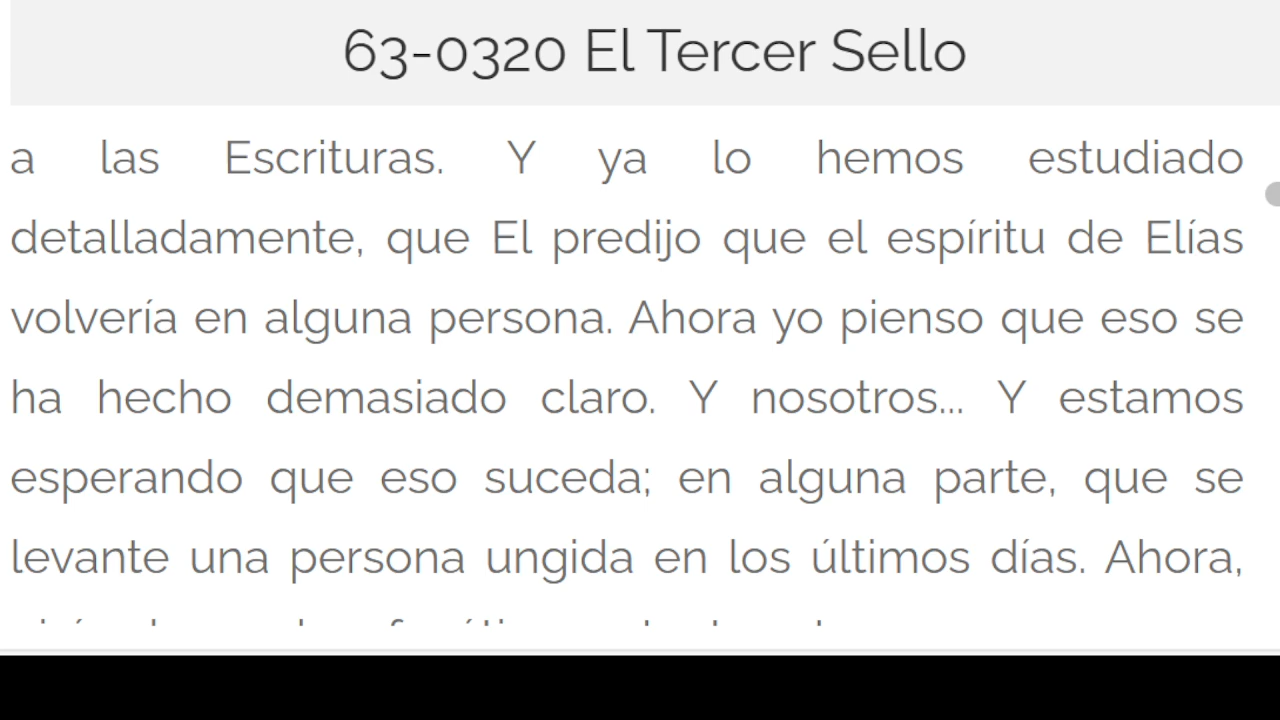 63-0320 El Tercer Sello
a las Escrituras. Y ya lo hemos estudiado
detalladamente, que El predijo que el espíritu de Elías
volvería en alguna persona. Ahora yo pienso que eso se
ha hecho demasiado claro. Y nosotros... Y estamos
esperando que eso suceda; en alguna parte, que se
levante una persona ungida en los últimos días. Ahora,